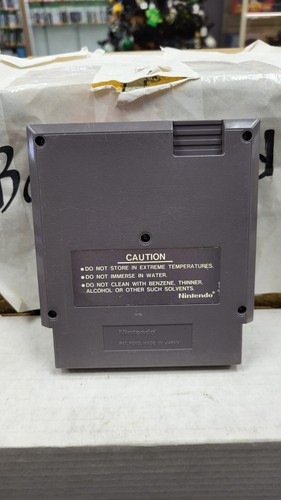 CAUTION
● DO NOT STORE IN EXTREME TEMPERATURES.
● DO NOT IMMERSE IN WATER.
● DO NOT CLEAN WITH BENZENE, THINNER,
ALCOHOL OR OTHER SUCH SOLVENTS.
Nintendo®
Nintendo